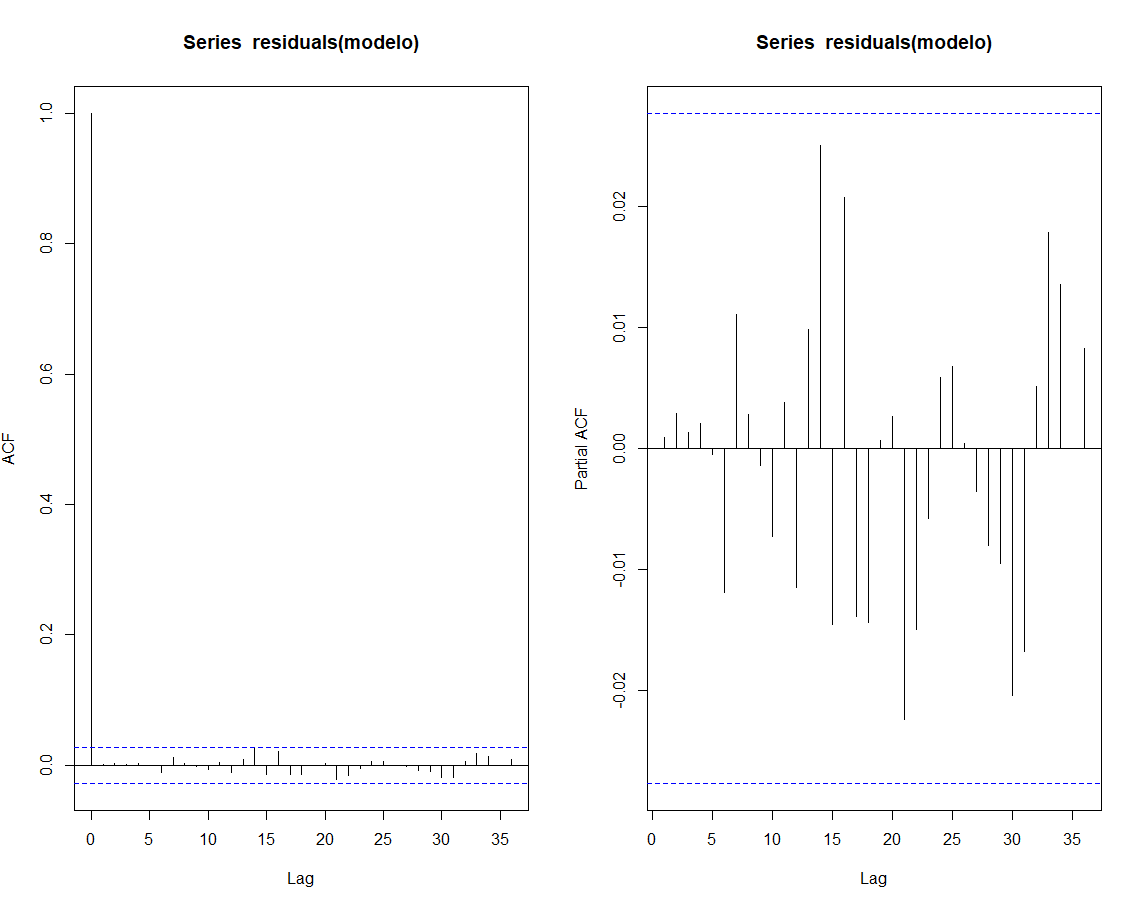 Series residuals(modelo)
ACF
1.0
0.8
0.6
0.4
0.2
0.0
0 5 10 15 20 25 30 35
Lag
Series residuals(modelo)
Partial ACF
0.02
0.01
0.00
-0.01
-0.02
0 5 10 15 20 25 30 35
Lag